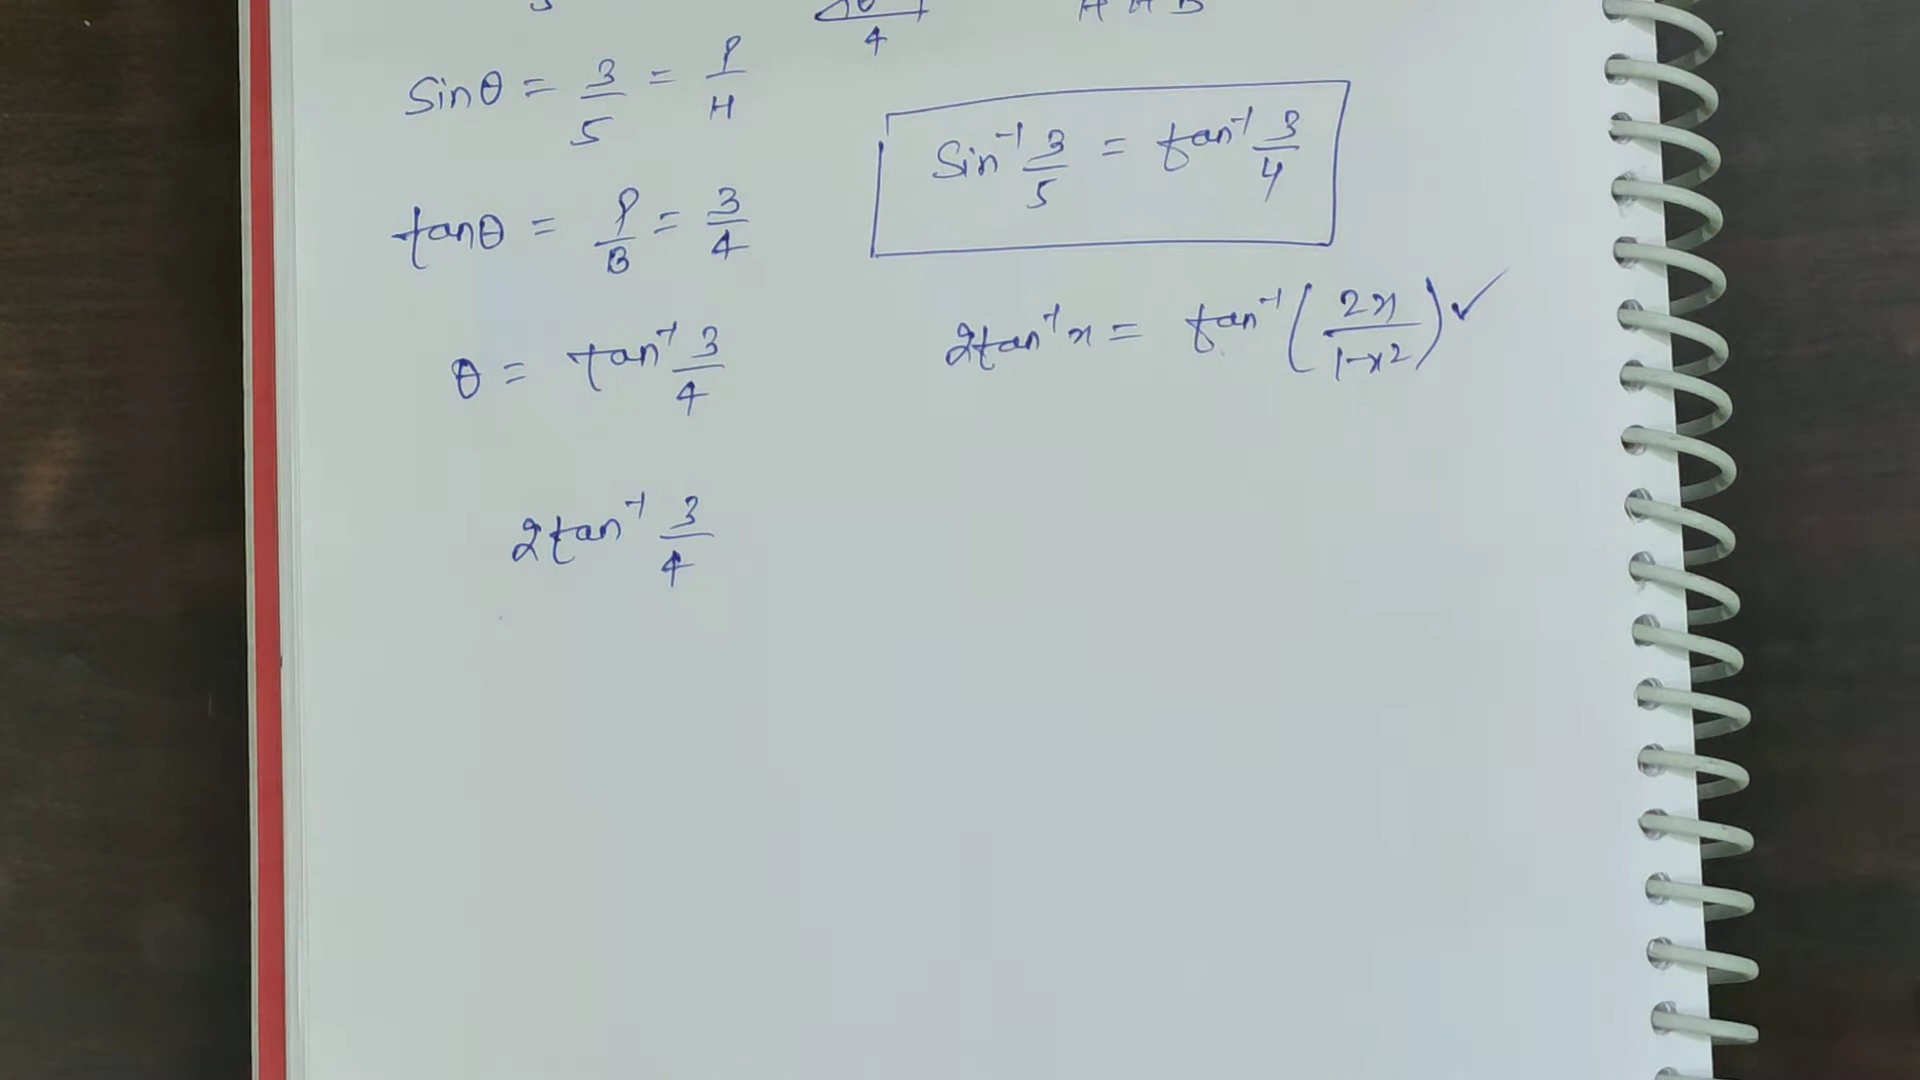 θ
4
Sinθ = 3/5 = P/H
tanθ = P/B = 3/4
θ = tan⁻¹ 3/4
2tan⁻¹ 3/4
Sin⁻¹ 3/5 = tan⁻¹ 3/4
2tan⁻¹x = tan⁻¹ (2x/1-x²) ✓